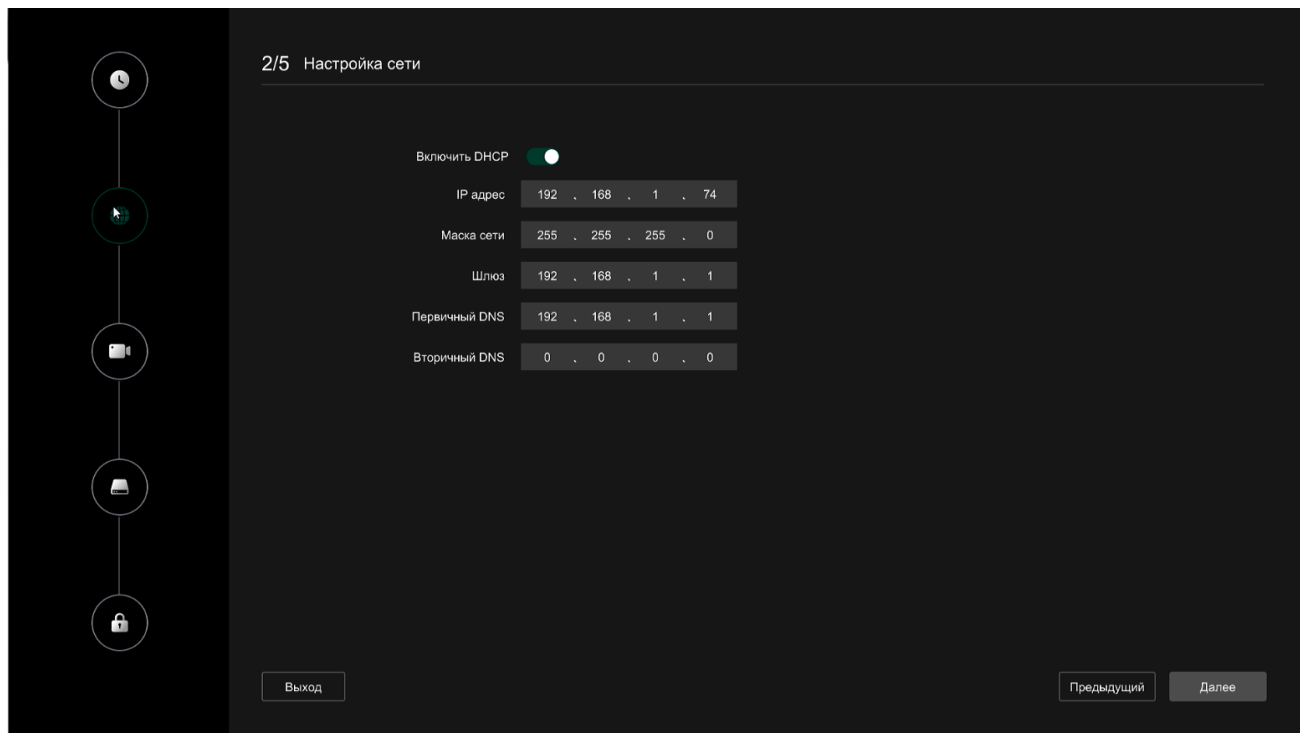 2/5 Настройка сети
Включить DHCP
IP адрес 192 . 168 . 1 . 74
Маска сети 255 . 255 . 255 . 0
Шлюз 192 . 168 . 1 . 1
Первичный DNS 192 . 168 . 1 . 1
Вторичный DNS 0 . 0 . 0 . 0
Выход Предыдущий Далее